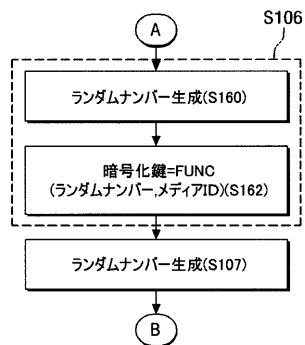 S106
A
ランダムナンバー生成(S160)
暗号化鍵=FUNC
(ランダムナンバー,メディアID)(S162)
ランダムナンバー生成(S107)
B